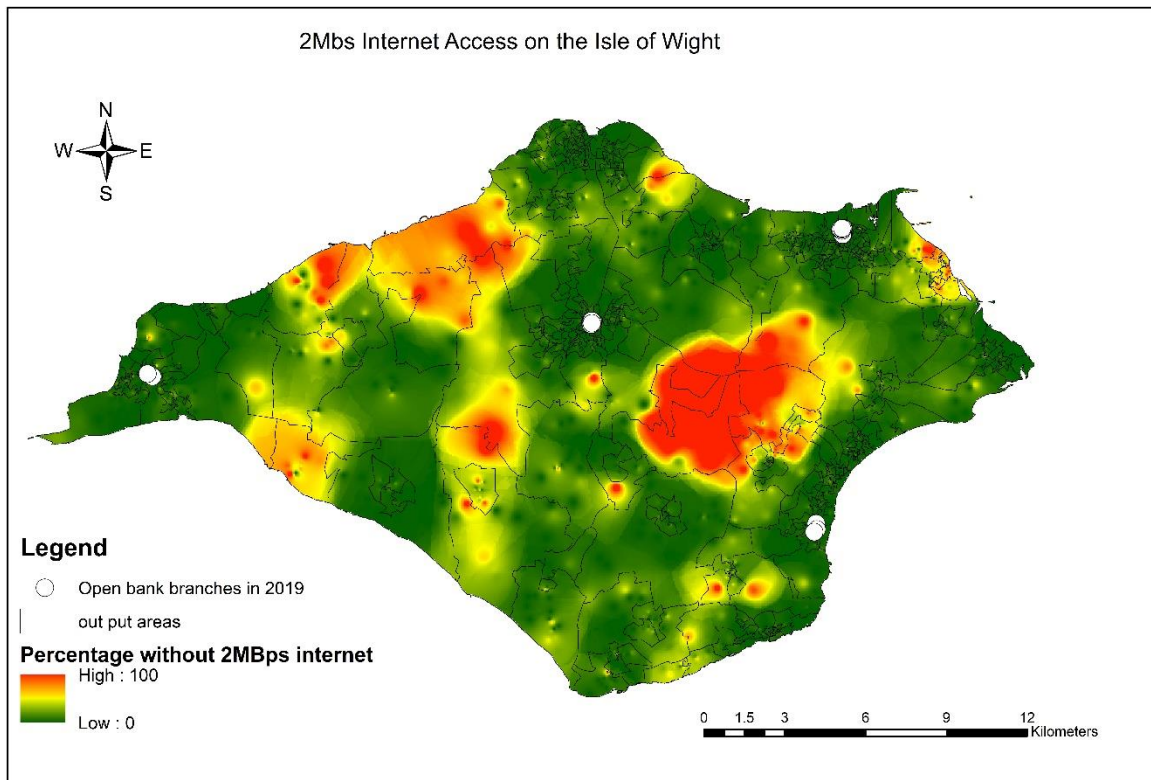 2Mbs Internet Access on the Isle of Wight
N
W E
S
Legend
Open bank branches in 2019
out put areas
Percentage without 2MBps internet
High : 100
Low : 0
0 1.5 3 6 9 12
Kilometers